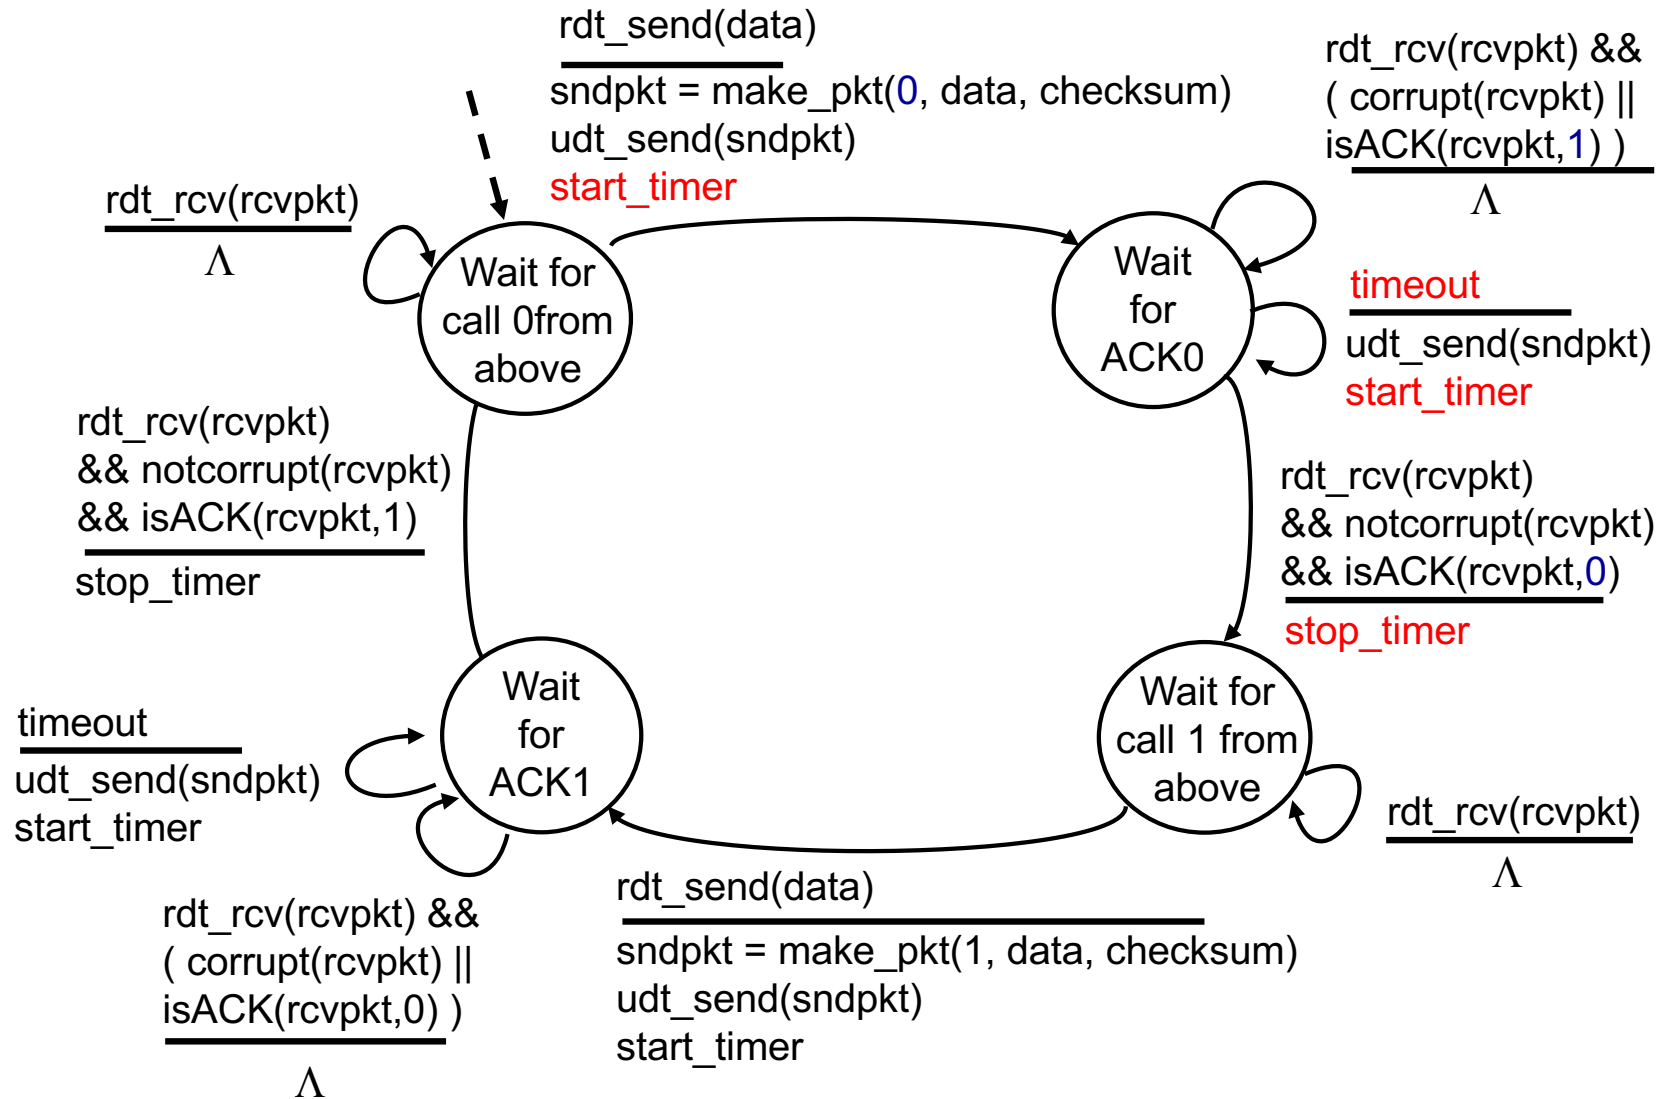 rdt_send(data)
sndpkt = make_pkt(0, data, checksum)
udt_send(sndpkt)
start_timer
rdt_rcv(rcvpkt) &&
( corrupt(rcvpkt) ||
isACK(rcvpkt,1) )
Λ
rdt_rcv(rcvpkt)
Λ
Wait for
call 0from
above
Wait
for
ACK0
timeout
udt_send(sndpkt)
start_timer
rdt_rcv(rcvpkt)
&& notcorrupt(rcvpkt)
&& isACK(rcvpkt,1)
stop_timer
rdt_rcv(rcvpkt)
&& notcorrupt(rcvpkt)
&& isACK(rcvpkt,0)
stop_timer
Wait
for
ACK1
Wait for
call 1 from
above
timeout
udt_send(sndpkt)
start_timer
rdt_rcv(rcvpkt)
Λ
rdt_rcv(rcvpkt) &&
( corrupt(rcvpkt) ||
isACK(rcvpkt,0) )
Λ
rdt_send(data)
sndpkt = make_pkt(1, data, checksum)
udt_send(sndpkt)
start_timer